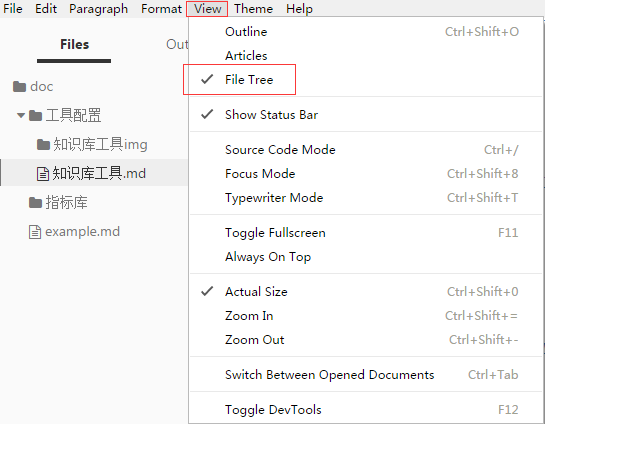 File Edit Paragraph Format View Theme Help
Files Out
doc
工具配置
知识库工具img
知识库工具.md
指标库
example.md
Outline Ctrl+Shift+O
Articles
File Tree
Show Status Bar
Source Code Mode Ctrl+/
Focus Mode Ctrl+Shift+8
Typewriter Mode Ctrl+Shift+T
Toggle Fullscreen F11
Always On Top
Actual Size Ctrl+Shift+0
Zoom In Ctrl+Shift+=
Zoom Out Ctrl+Shift+-
Switch Between Opened Documents Ctrl+Tab
Toggle DevTools F12